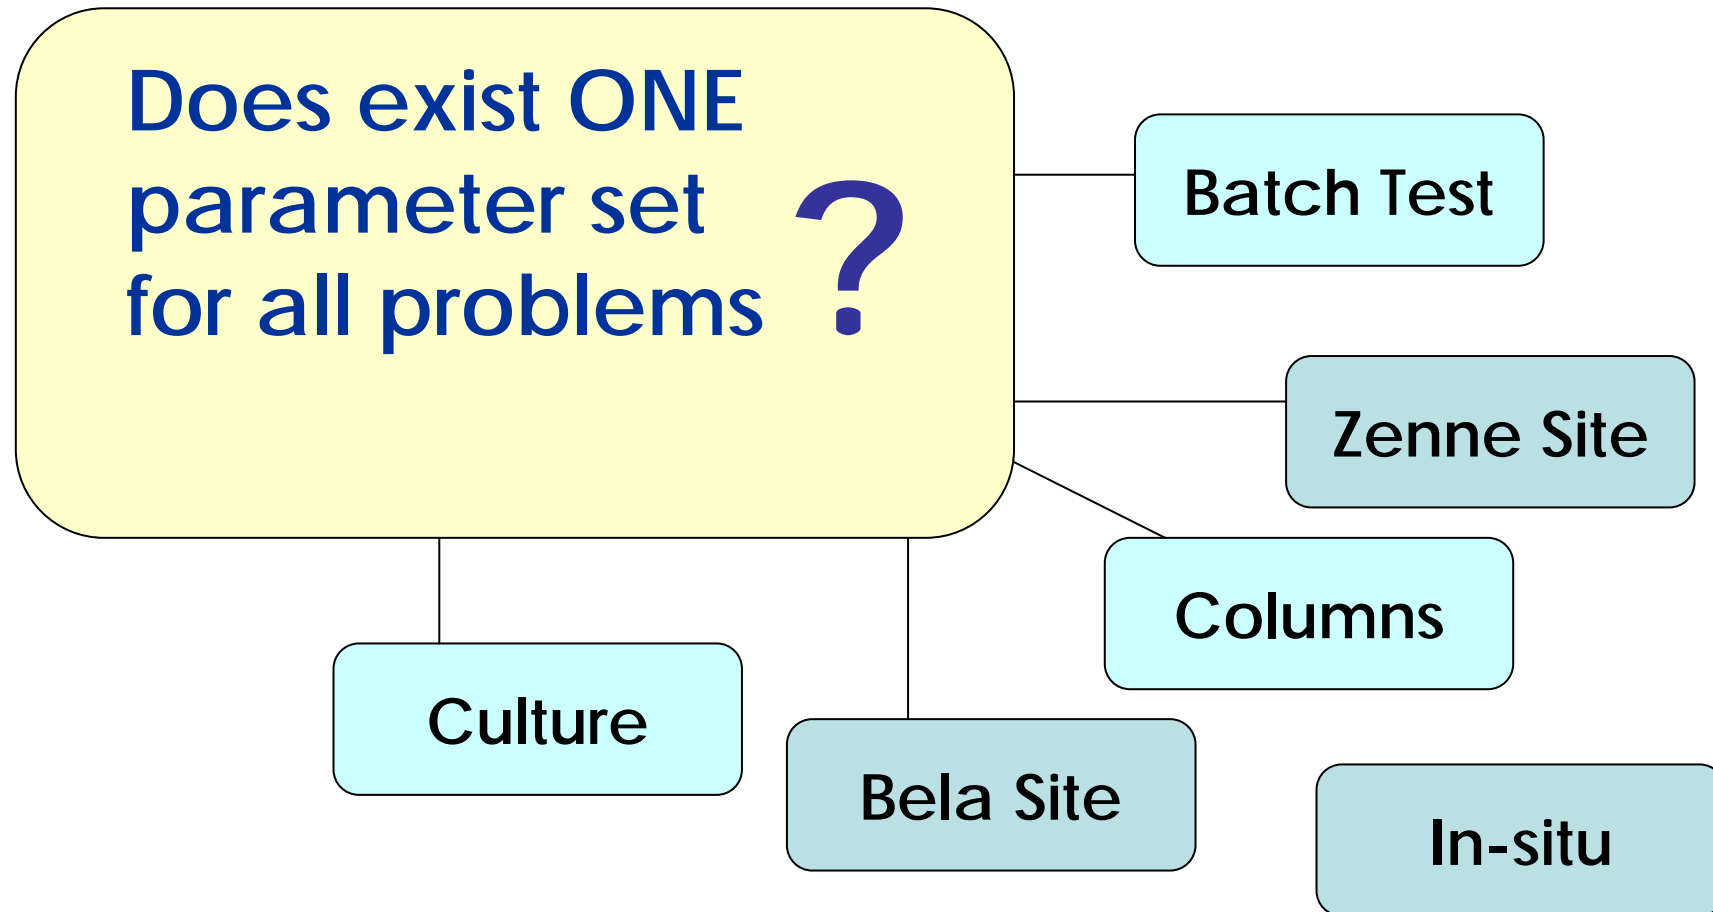 Does exist ONE
parameter set
for all problems ?
Batch Test
Zenne Site
Columns
Culture
Bela Site
In-situ